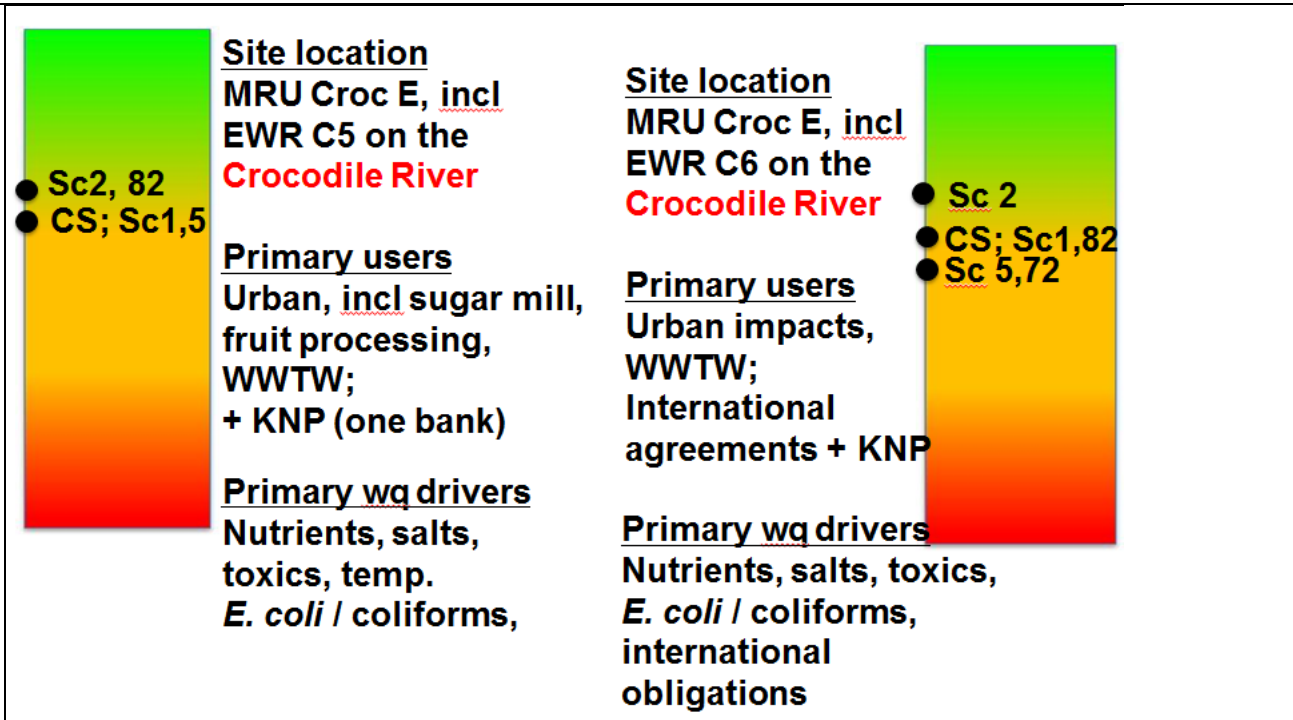 Sc2, 82
CS; Sc1,5
Site location
MRU Croc E, incl
EWR C5 on the
Crocodile River
Primary users
Urban, incl sugar mill,
fruit processing,
WWTW;
+ KNP (one bank)
Primary wq drivers
Nutrients, salts,
toxics, temp.
E. coli / coliforms,
Site location
MRU Croc E, incl
EWR C6 on the
Crocodile River
Primary users
Urban impacts,
WWTW;
International
agreements + KNP
Primary wq drivers
Nutrients, salts, toxics,
E. coli / coliforms,
international
obligations
Sc 2
CS; Sc1,82
Sc 5,72